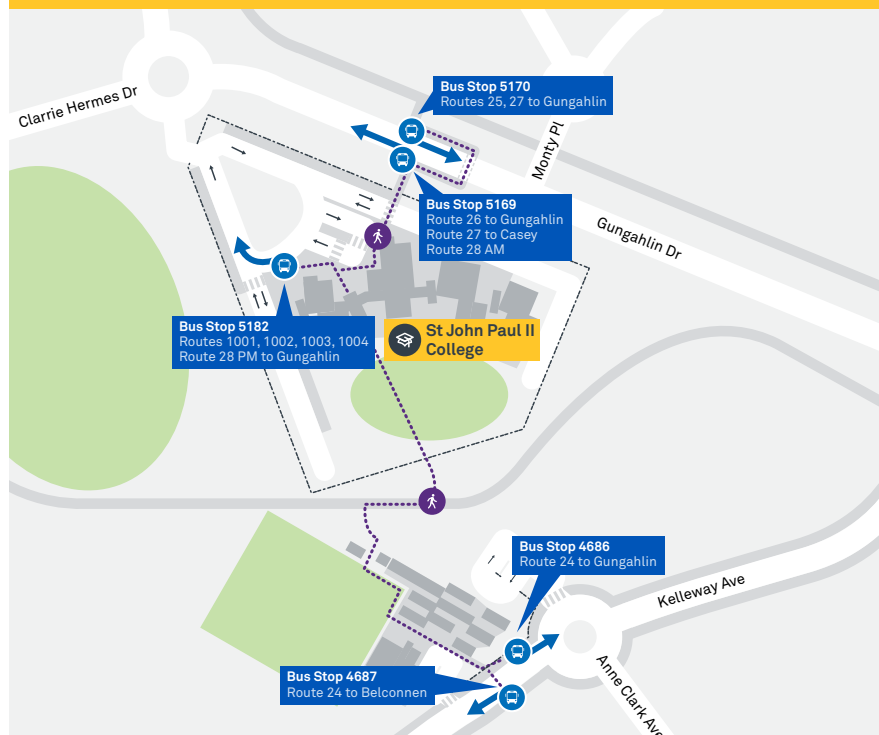 Bus Stop 5170
Routes 25, 27 to Gungahlin
Clarrie Hermes Dr
Monty Pl
Bus Stop 5169
Route 26 to Gungahlin
Route 27 to Casey
Route 28 AM
Gungahlin Dr
Bus Stop 5182
Routes 1001, 1002, 1003, 1004
Route 28 PM to Gungahlin
St John Paul II
College
Bus Stop 4686
Route 24 to Gungahlin
Kelleway Ave
Anne Clark Ave
Bus Stop 4687
Route 24 to Belconnen